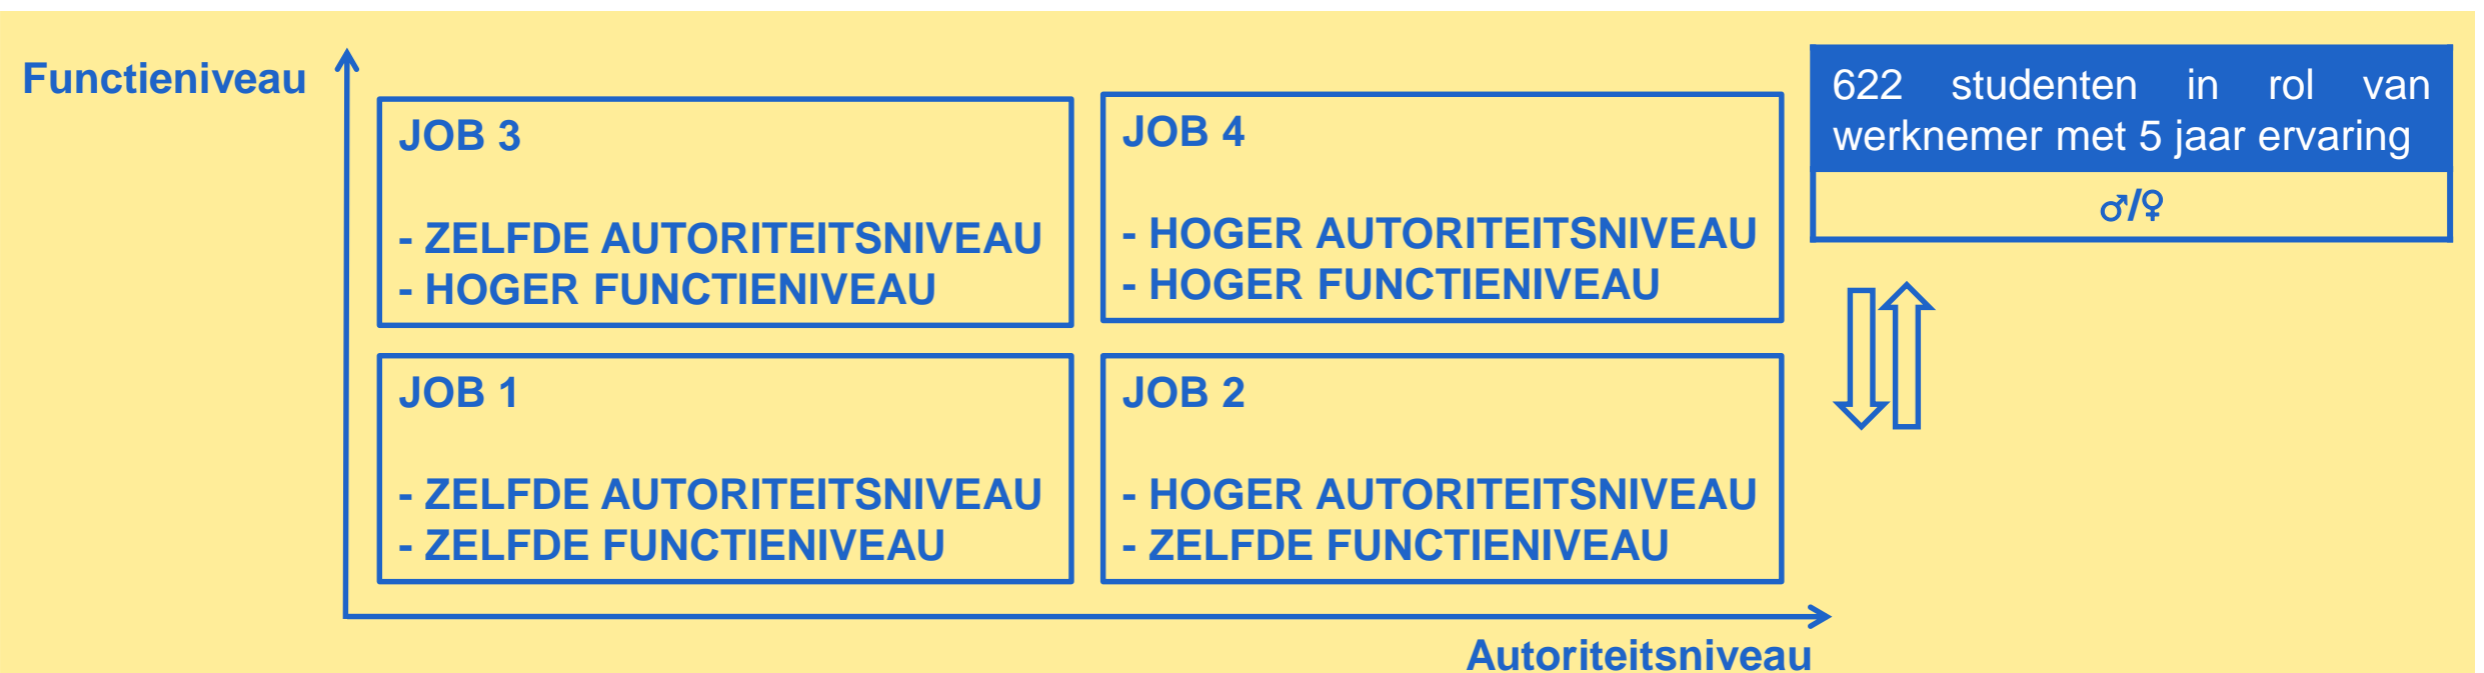 Functieniveau
JOB 3
- ZELFDE AUTORITEITSNIVEAU
- HOGER FUNCTIENIVEAU
JOB 4
- HOGER AUTORITEITSNIVEAU
- HOGER FUNCTIENIVEAU
622 studenten in rol van
werknemer met 5 jaar ervaring
♂/♀
JOB 1
- ZELFDE AUTORITEITSNIVEAU
- ZELFDE FUNCTIENIVEAU
JOB 2
- HOGER AUTORITEITSNIVEAU
- ZELFDE FUNCTIENIVEAU
Autoriteitsniveau